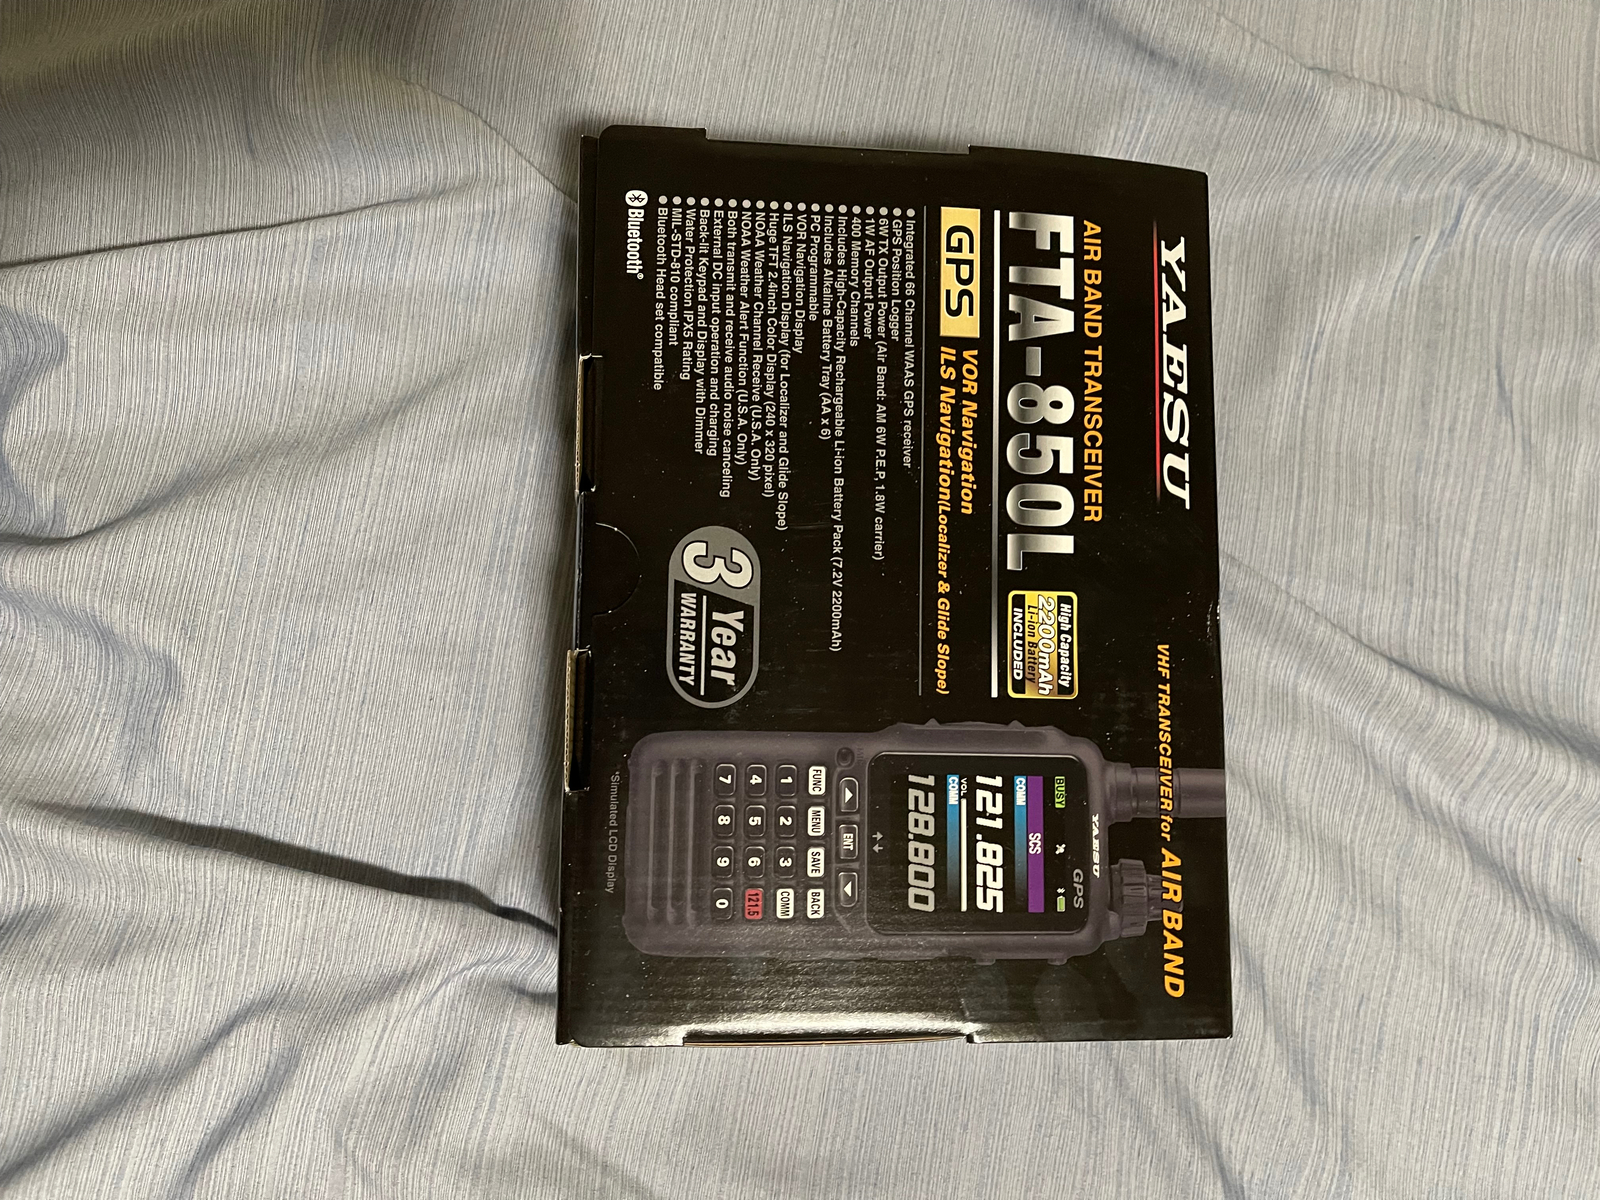 YAESU
VHF TRANSCEIVER for AIR BAND
AIR BAND TRANSCEIVER
FTA-850L
High Capacity
2200mAh
Li-ion Battery
INCLUDED
GPS
VOR Navigation
ILS Navigation(Localizer & Glide Slope)
● Integrated 66 Channel WAAS GPS receiver
● GPS Position Logger
● 6W TX Output Power (Air Band: AM 6W P.E.P, 1.8W carrier)
● 1W AF Output Power
● 400 Memory Channels
● Includes High-Capacity Rechargeable Li-ion Battery Pack (7.2V 2200mAh)
● Includes Alkaline Battery Tray (AA x 6)
● PC Programmable
● VOR Navigation Display
● ILS Navigation Display (for Localizer and Glide Slope)
● Huge TFT 2.4inch Color Display (240 x 320 pixel)
● NOAA Weather Channel Receive (U.S.A. Only)
● NOAA Weather Alert Function (U.S.A. Only)
● Both transmit and receive audio noise canceling
● External DC input operation and charging
● Back-lit Keypad and Display with Dimmer
● Water Protection IPX5 Rating
● MIL-STD-810 compliant
● Bluetooth Head set compatible
Bluetooth®
3 Year
WARRANTY
YAESU
GPS
BUSY
SCS
COMM
121.825
VOL
COMM
128.800
ENT
FUNC MENU SAVE BACK
1 2 3 COMM
4 5 6 121.5
7 8 9 0
*Simulated LCD Display